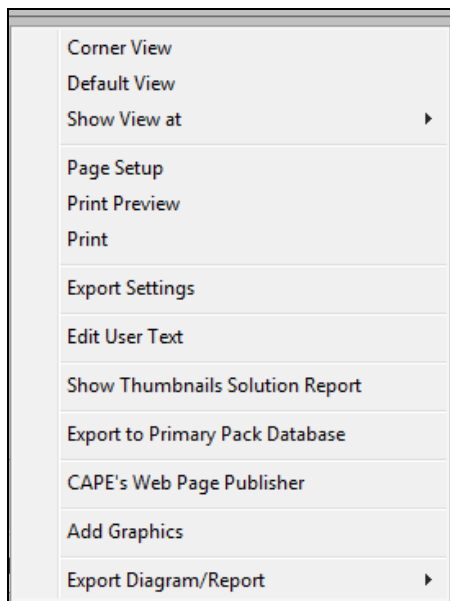 Corner View
Default View
Show View at
Page Setup
Print Preview
Print
Export Settings
Edit User Text
Show Thumbnails Solution Report
Export to Primary Pack Database
CAPE's Web Page Publisher
Add Graphics
Export Diagram/Report